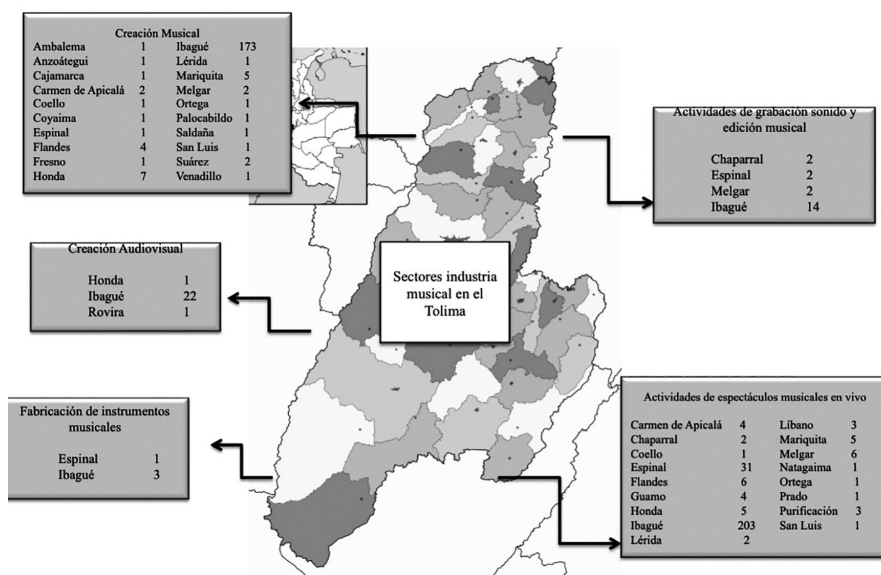 Creación Musical
Ambalema 1 Ibagué 173
Anzoátegui 1 Lérida 1
Cajamarca 1 Mariquita 5
Carmen de Apicalá 2 Melgar 2
Coello 1 Ortega 1
Coyaima 1 Palocabildo 1
Espinal 1 Saldaña 1
Flandes 4 San Luis 1
Fresno 1 Suárez 2
Honda 7 Venadillo 1
Actividades de grabación sonido y
edición musical
Chaparral 2
Espinal 2
Melgar 2
Ibagué 14
Creación Audiovisual
Honda 1
Ibagué 22
Rovira 1
Sectores industria
musical en el
Tolima
Fabricación de instrumentos
musicales
Espinal 1
Ibagué 3
Actividades de espectáculos musicales en vivo
Carmen de Apicalá 4 Líbano 3
Chaparral 2 Mariquita 5
Coello 1 Melgar 6
Espinal 31 Natagaima 1
Flandes 6 Ortega 1
Guamo 4 Prado 1
Honda 5 Purificación 3
Ibagué 203 San Luis 1
Lérida 2